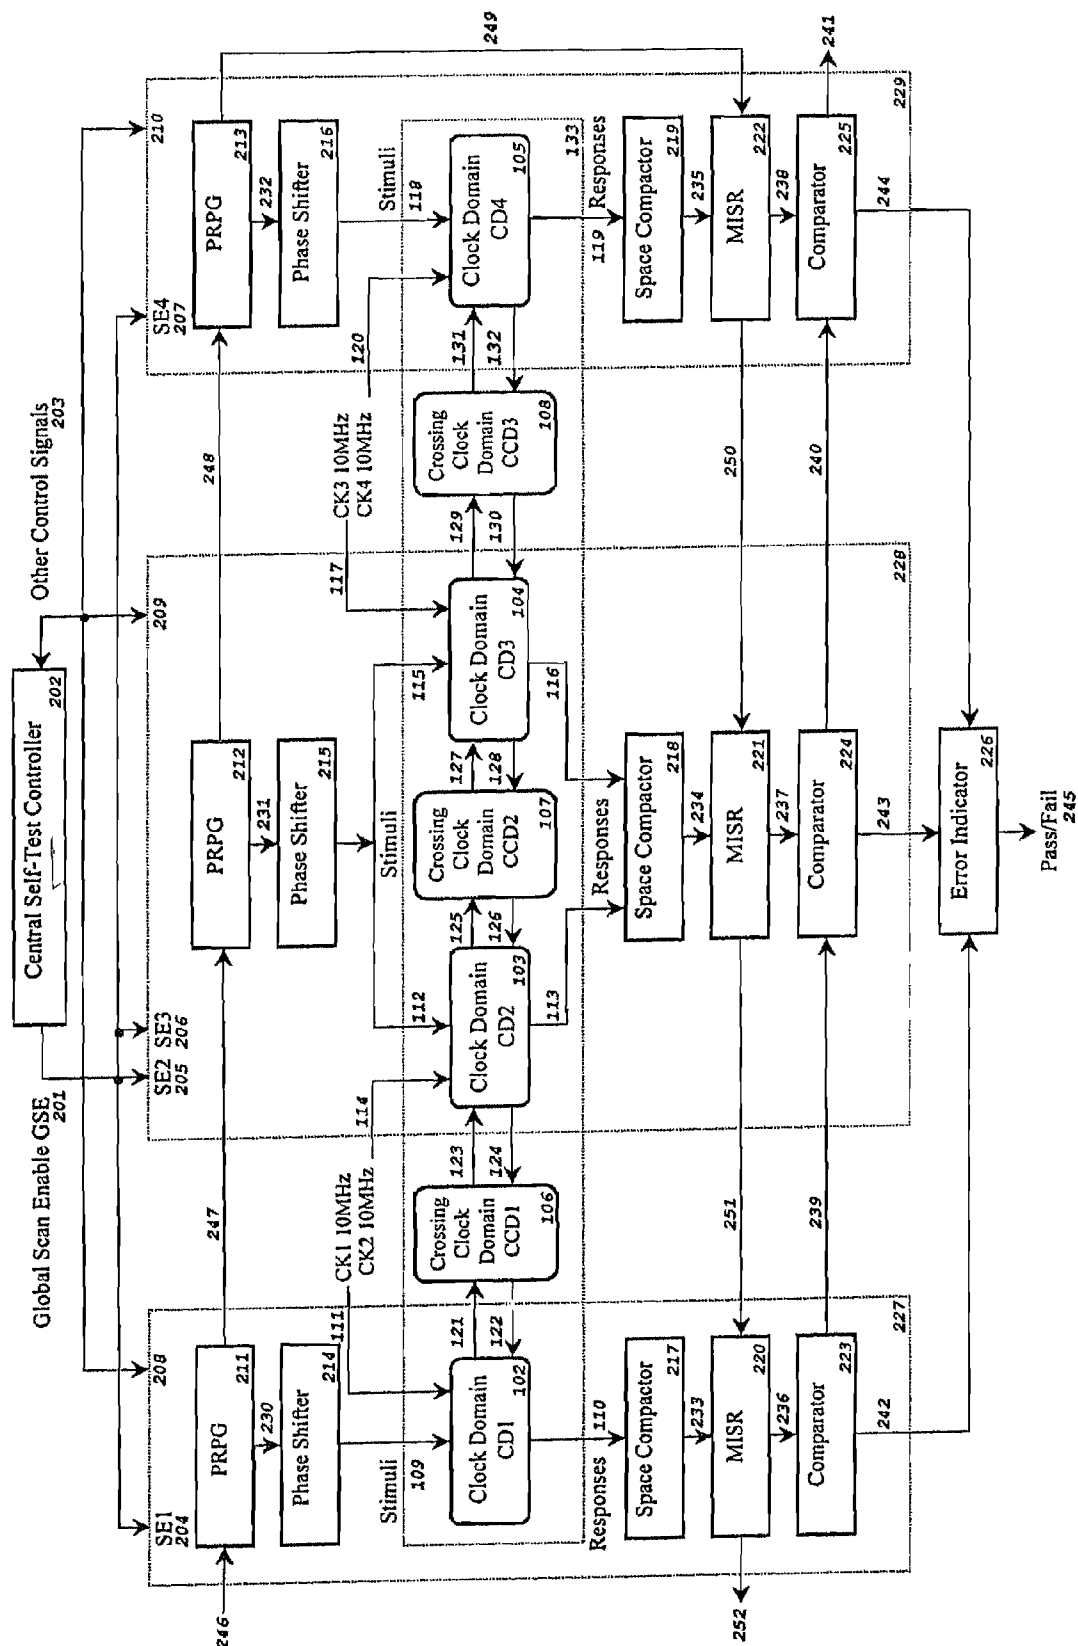 Central Self-Test Controller
202
Global Scan Enable GSE
201
Other Control Signals
203
SE1
204
208
SE2
205
SE3
206
209
SE4
207
210
246
PRPG
211
247
PRPG
212
248
PRPG
213
249
230
231
232
Phase Shifter
214
Phase Shifter
215
Phase Shifter
216
111
CK1 10MHz
CK2 10MHz
114
117
CK3 10MHz
CK4 10MHz
120
Stimuli
109
Stimuli
112
115
Stimuli
118
Clock Domain
CD1
102
121
122
Crossing
Clock
Domain
CCD1
106
123
124
Clock Domain
CD2
103
125
126
Crossing
Clock
Domain
CCD2
107
127
128
Clock Domain
CD3
104
129
130
Crossing
Clock
Domain
CCD3
108
131
132
Clock Domain
CD4
105
133
Responses
110
113
Responses
116
119
Responses
Space Compactor
217
Space Compactor
218
Space Compactor
219
233
234
235
252
MISR
220
251
MISR
221
250
MISR
222
236
237
238
Comparator
223
239
Comparator
224
240
Comparator
225
241
242
227
243
228
244
229
Error Indicator
226
Pass/Fail
245